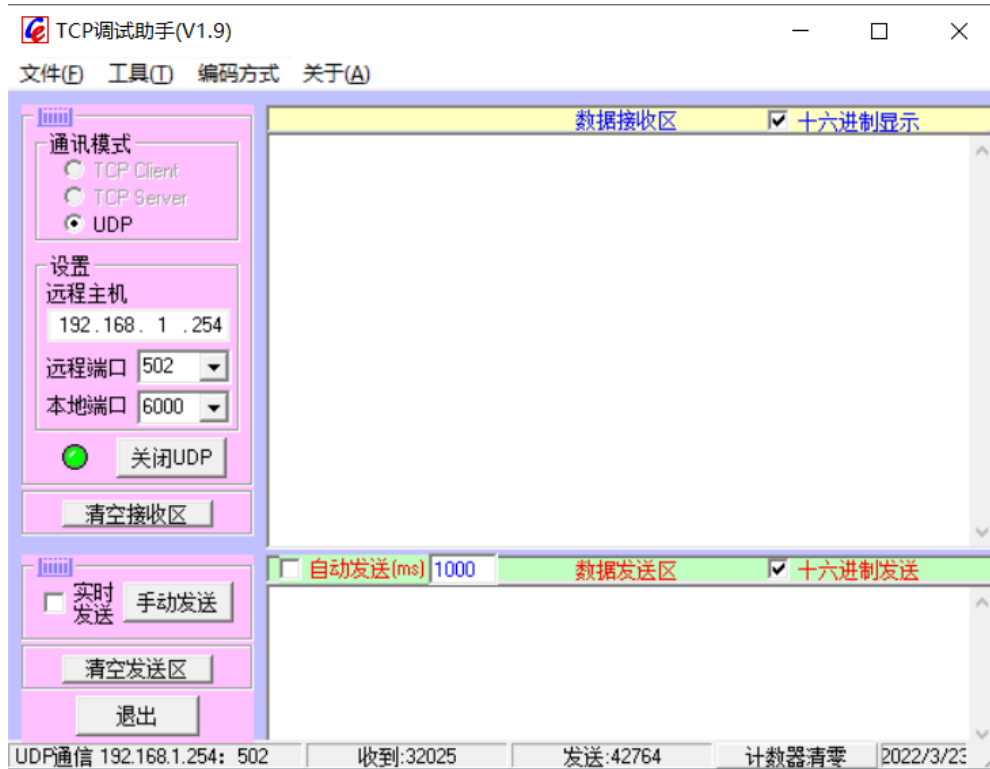 TCP调试助手(V1.9)
文件(F) 工具(T) 编码方式 关于(A)
通讯模式
TCP Client
TCP Server
UDP
设置
远程主机
192.168. 1 .254
远程端口 502
本地端口 6000
关闭UDP
清空接收区
数据接收区 十六进制显示
自动发送(ms) 1000 数据发送区 十六进制发送
实时
发送
手动发送
清空发送区
退出
UDP通信 192.168.1.254: 502 收到:32025 发送:42764 计数器清零 2022/3/23